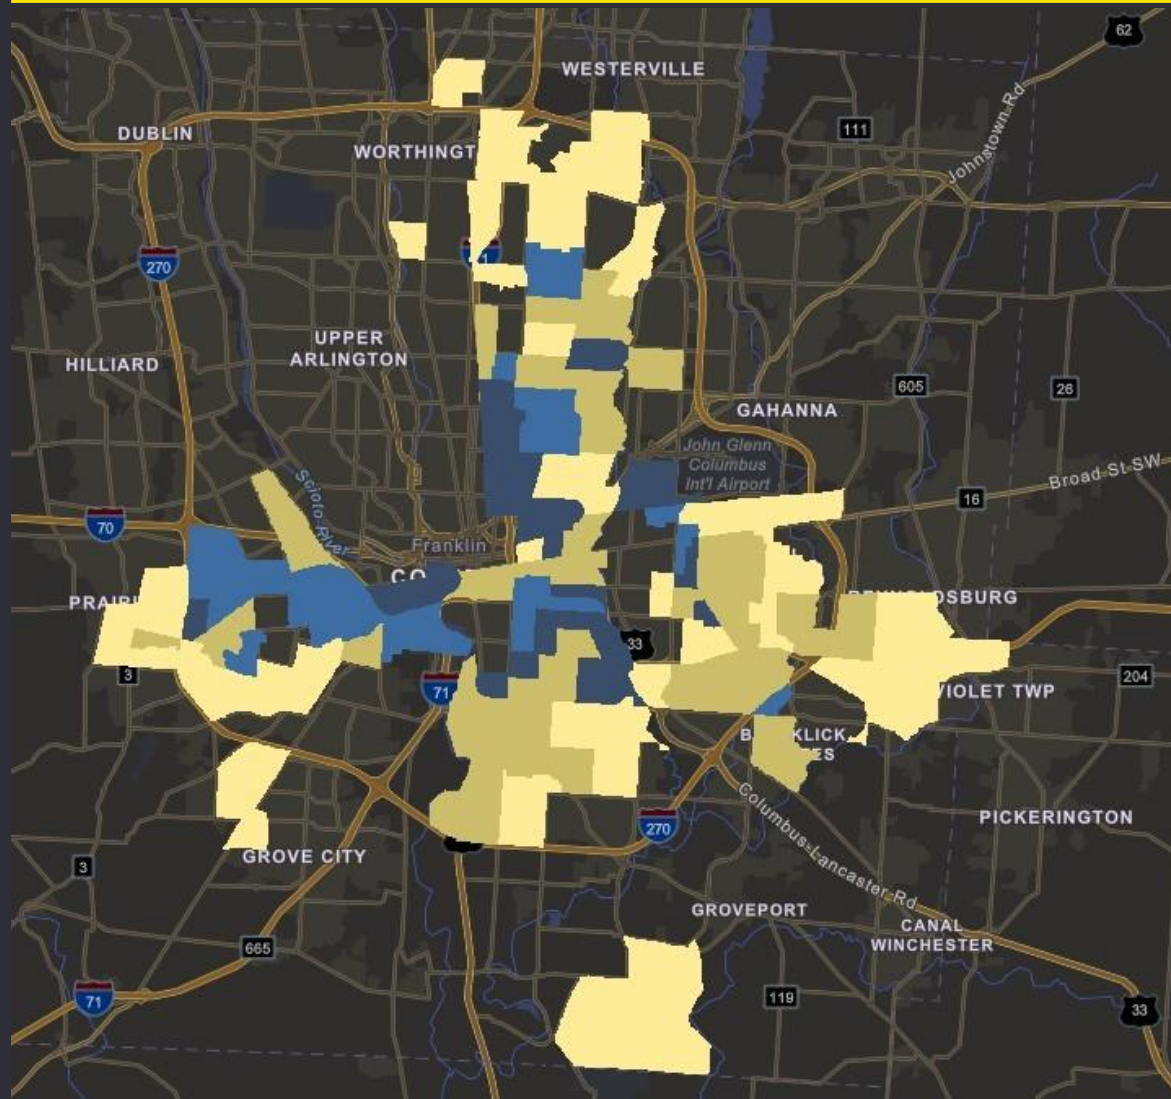 62
WESTERVILLE
DUBLIN
111
Johnstown Rd
WORTHINGT
270
UPPER
ARLINGTON
HILLIARD
605
26
GAHANNA
John Glenn
Columbus
Int'l Airport
Broad St SW
16
Scioto River
70
Franklin
CO
PRAIRI
OSBURG
33
3
71
204
VIOLET TWP
B KLICK
ES
PICKERINGTON
270
Columbus-Lancaster Rd
GROVE CITY
3
GROVEPORT
CANAL
WINCHESTER
665
71
119
33